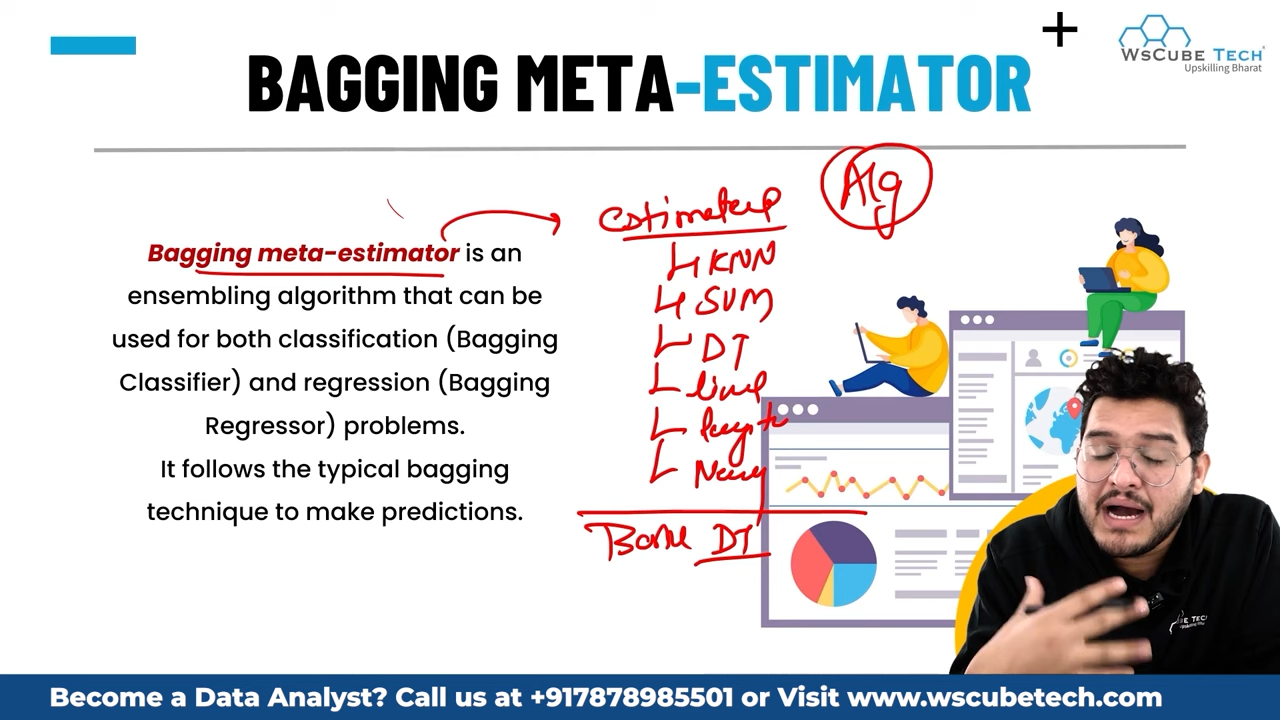 WsCube Tech
Upskilling Bharat
BAGGING META-ESTIMATOR
Alg
Bagging meta-estimator is an
ensembling algorithm that can be
used for both classification (Bagging
Classifier) and regression (Bagging
Regressor) problems.
It follows the typical bagging
technique to make predictions.
KNN
SVM
DT
DT
Become a Data Analyst? Call us at +917878985501 or Visit www.wscubetech.com